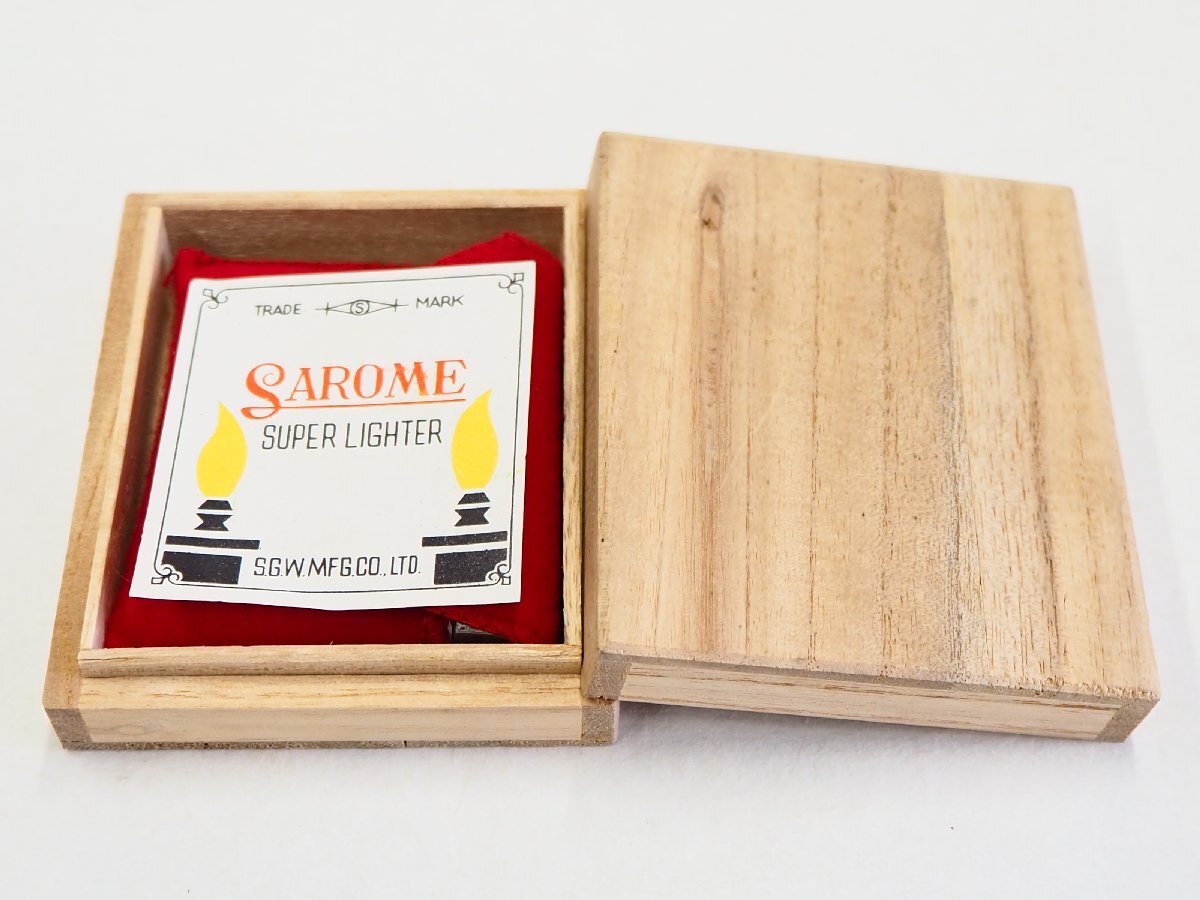 TRADE S MARK
SAROME
SUPER LIGHTER
S.G.W.MFG.CO.,LTD.